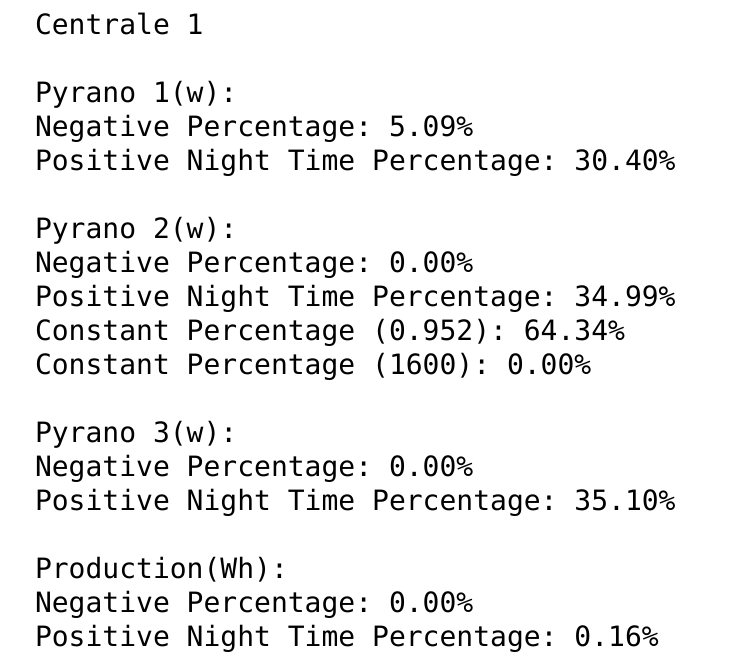 Centrale 1
Pyrano 1(w):
Negative Percentage: 5.09%
Positive Night Time Percentage: 30.40%
Pyrano 2(w):
Negative Percentage: 0.00%
Positive Night Time Percentage: 34.99%
Constant Percentage (0.952): 64.34%
Constant Percentage (1600): 0.00%
Pyrano 3(w):
Negative Percentage: 0.00%
Positive Night Time Percentage: 35.10%
Production(Wh):
Negative Percentage: 0.00%
Positive Night Time Percentage: 0.16%